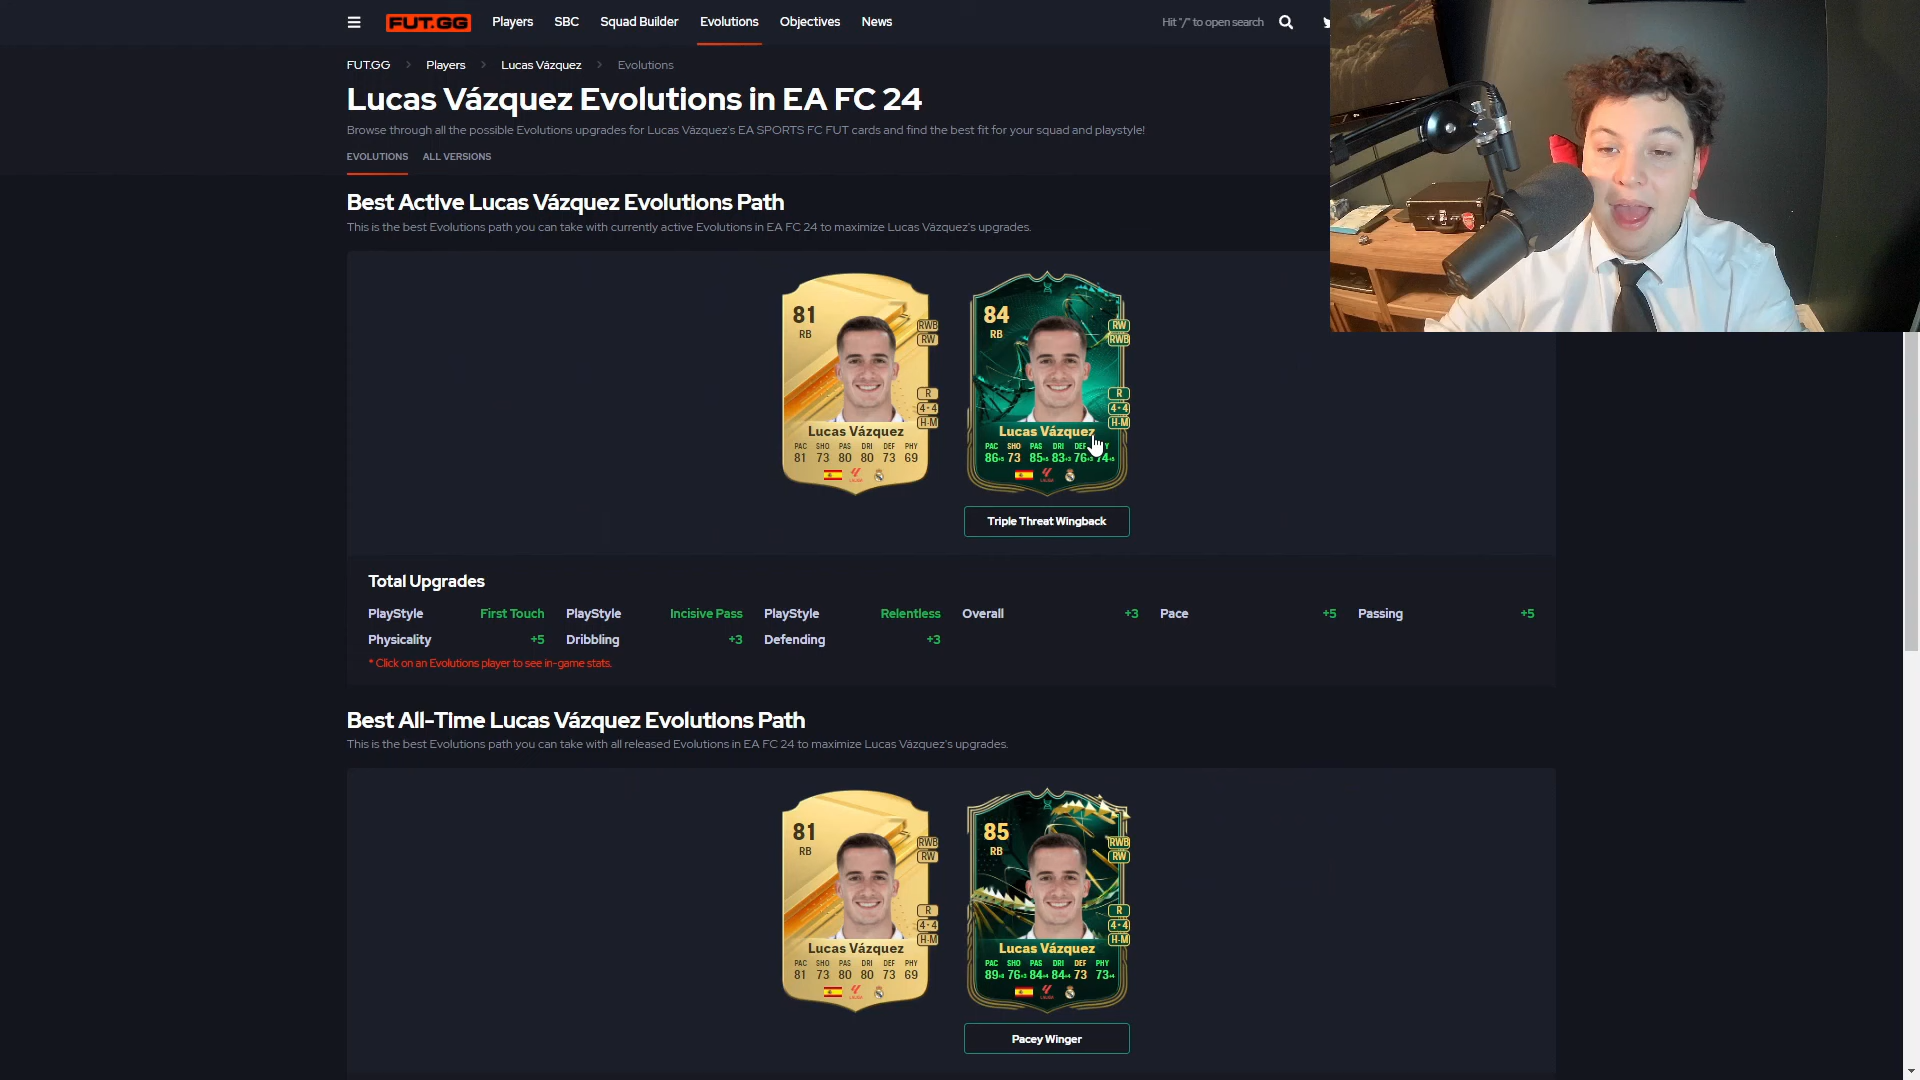 FUT.GG Players SBC Squad Builder Evolutions Objectives News Hit "/" to open search
FUT.GG Players Lucas Vázquez Evolutions
Lucas Vázquez Evolutions in EA FC 24
Browse through all the possible Evolutions upgrades for Lucas Vázquez's EA SPORTS FC FUT cards and find the best fit for your squad and playstyle!
EVOLUTIONS ALL VERSIONS
Best Active Lucas Vázquez Evolutions Path
This is the best Evolutions path you can take with currently active Evolutions in EA FC 24 to maximize Lucas Vázquez's upgrades.
81
RB
RWB
RW
R
4-4
H-M
Lucas Vázquez
PAC SHO PAS DRI DEF PHY
81 73 80 80 73 69
84
RB
RW
RWB
R
4-4
H-M
Lucas Vázquez
PAC SHO PAS DRI DEF
86+5 73 85+5 83+3 76+3 74+5
Triple Threat Wingback
Total Upgrades
PlayStyle First Touch PlayStyle Incisive Pass PlayStyle Relentless Overall +3 Pace +5 Passing +5
Physicality +5 Dribbling +3 Defending +3
* Click on an Evolutions player to see in-game stats.
Best All-Time Lucas Vázquez Evolutions Path
This is the best Evolutions path you can take with all released Evolutions in EA FC 24 to maximize Lucas Vázquez's upgrades.
81
RB
RWB
RW
R
4-4
H-M
Lucas Vázquez
PAC SHO PAS DRI DEF PHY
81 73 80 80 73 69
85
RB
RWB
RW
R
4-4
H-M
Lucas Vázquez
PAC SHO PAS DRI DEF PHY
89+8 76+3 84+4 84+4 73 73+4
Pacey Winger